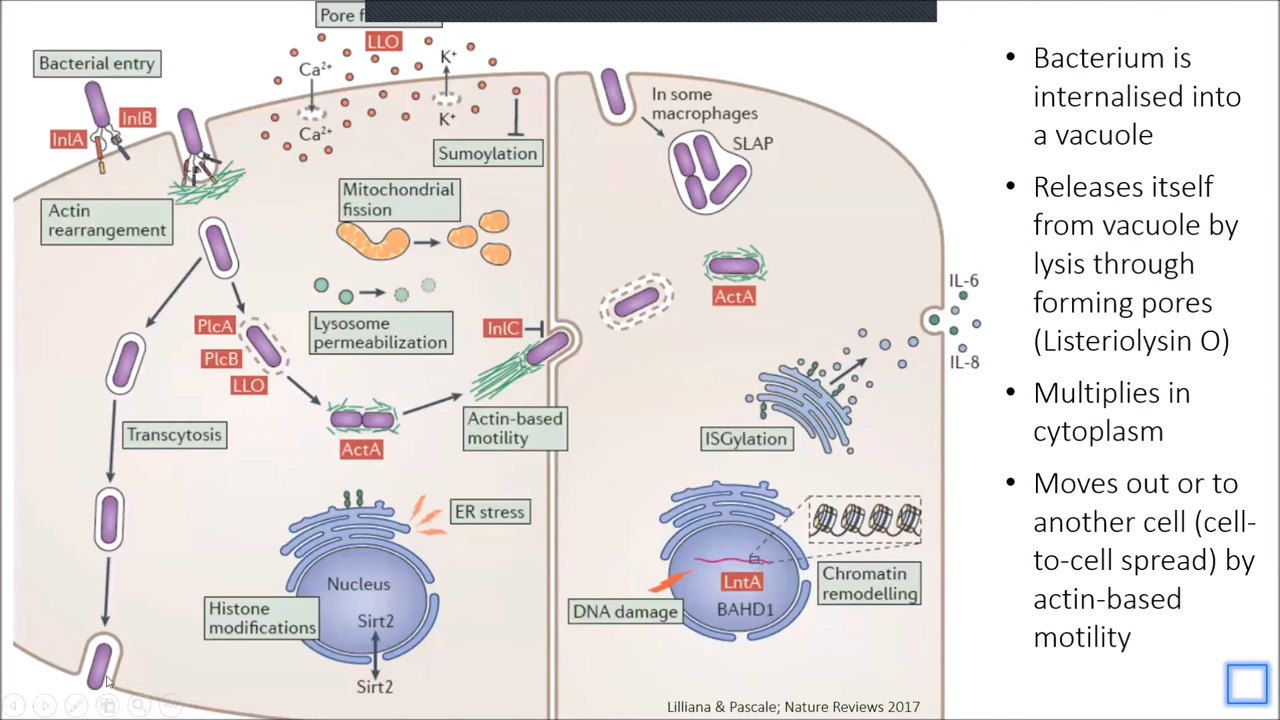 Pore
LLO
Bacterial entry
InlA
InlB
Ca²⁺
Ca²⁺
K⁺
K⁺
Sumoylation
Actin
rearrangement
Mitochondrial
fission
Lysosome
permeabilization
PlcA
PlcB
LLO
InlC
ActA
Actin-based
motility
Transcytosis
ER stress
Nucleus
Histone
modifications
Sirt2
Sirt2
In some
macrophages
SLAP
ActA
IL-6
IL-8
ISGylation
LntA
BAHD1
DNA damage
Chromatin
remodelling
Lilliana & Pascale; Nature Reviews 2017
• Bacterium is
internalised into
a vacuole
• Releases itself
from vacuole by
lysis through
forming pores
(Listeriolysin O)
• Multiplies in
cytoplasm
• Moves out or to
another cell (cell-
to-cell spread) by
actin-based
motility